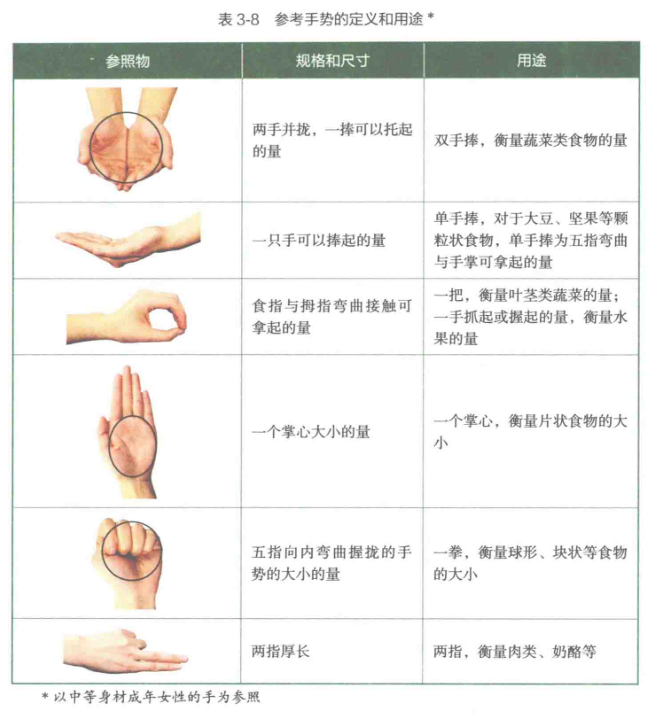 表 3-8 参考手势的定义和用途 *
参照物 规格和尺寸 用途
两手并拢，一捧可以托起
的量
双手捧，衡量蔬菜类食物的量
一只手可以捧起的量
单手捧，对于大豆、坚果等颗
粒状食物，单手捧为五指弯曲
与手掌可拿起的量
食指与拇指弯曲接触可
拿起的量
一把，衡量叶茎类蔬菜的量；
一手抓起或握起的量，衡量水
果的量
一个掌心大小的量
一个掌心，衡量片状食物的大
小
五指向内弯曲握拢的手
势的大小的量
一拳，衡量球形、块状等食物
的大小
两指厚长
两指，衡量肉类、奶酪等
* 以中等身材成年女性的手为参照